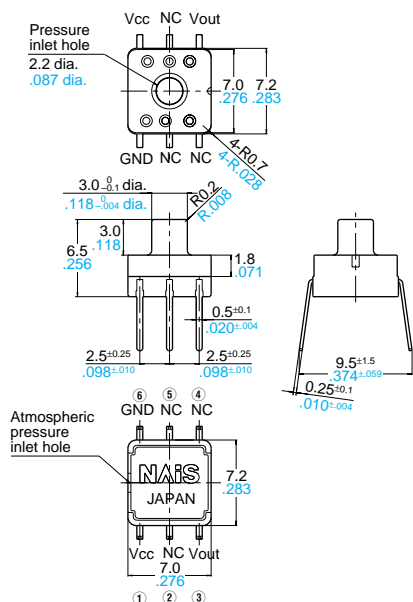 Vcc NC Vout
Pressure
inlet hole
2.2 dia.
.087 dia.
7.0
.276
7.2
.283
GND NC NC
4-R0.7
4-R.028
3.0 0/-0.1 dia.
.118 0/-.004 dia.
R0.2
R.008
3.0
.118
6.5
.256
1.8
.071
0.5±0.1
.020±.004
2.5±0.25
.098±.010
2.5±0.25
.098±.010
9.5±1.5
.374±.059
0.25±0.1
.010±.004
⑥ ⑤ ④
GND NC NC
Atmospheric
pressure
inlet hole
NAiS
JAPAN
7.2
.283
Vcc NC Vout
7.0
.276
① ② ③